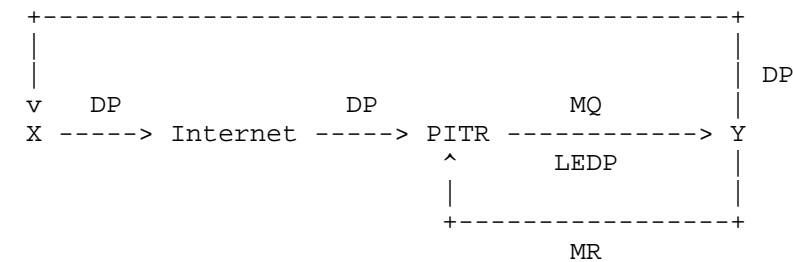 DP
DP DP MQ
X -----> Internet -----> PITR ------------> Y
LEDP
MR